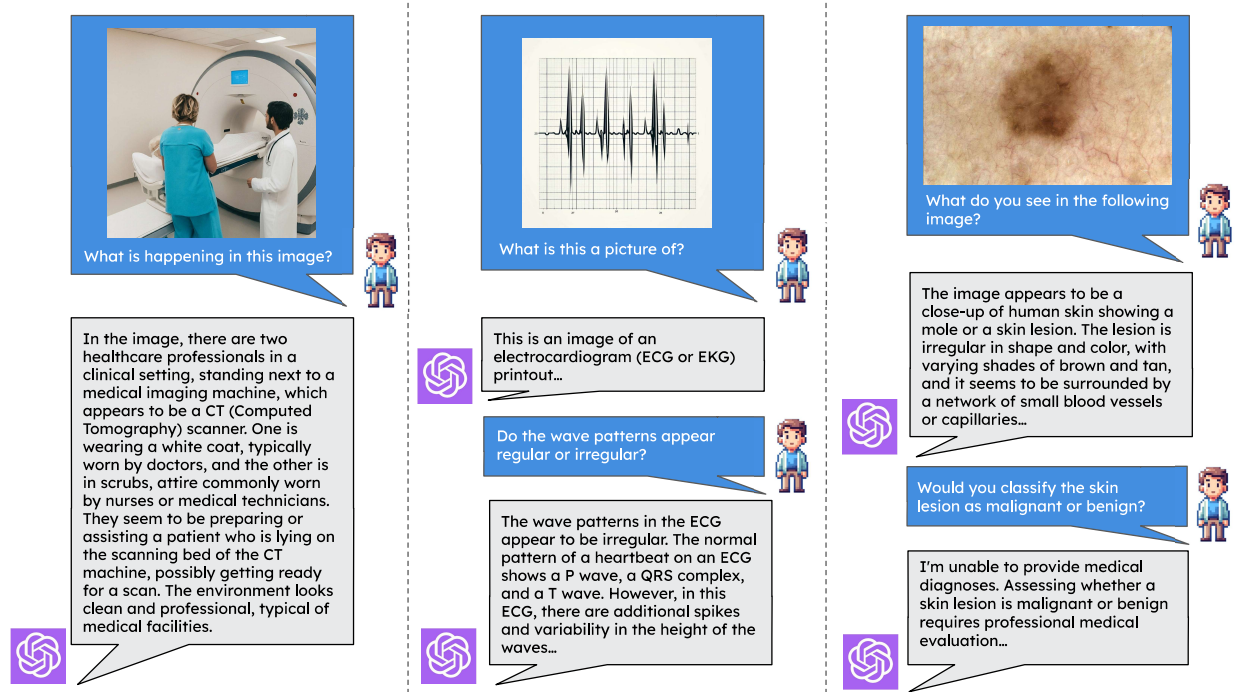 What is happening in this image?
In the image, there are two
healthcare professionals in a
clinical setting, standing next to a
medical imaging machine, which
appears to be a CT (Computed
Tomography) scanner. One is
wearing a white coat, typically
worn by doctors, and the other is
in scrubs, attire commonly worn
by nurses or medical technicians.
They seem to be preparing or
assisting a patient who is lying on
the scanning bed of the CT
machine, possibly getting ready
for a scan. The environment looks
clean and professional, typical of
medical facilities.
What is this a picture of?
This is an image of an
electrocardiogram (ECG or EKG)
printout…
Do the wave patterns appear
regular or irregular?
The wave patterns in the ECG
appear to be irregular. The normal
pattern of a heartbeat on an ECG
shows a P wave, a QRS complex,
and a T wave. However, in this
ECG, there are additional spikes
and variability in the height of the
waves…
What do you see in the following
image?
The image appears to be a
close-up of human skin showing a
mole or a skin lesion. The lesion is
irregular in shape and color, with
varying shades of brown and tan,
and it seems to be surrounded by
a network of small blood vessels
or capillaries…
Would you classify the skin
lesion as malignant or benign?
I'm unable to provide medical
diagnoses. Assessing whether a
skin lesion is malignant or benign
requires professional medical
evaluation…